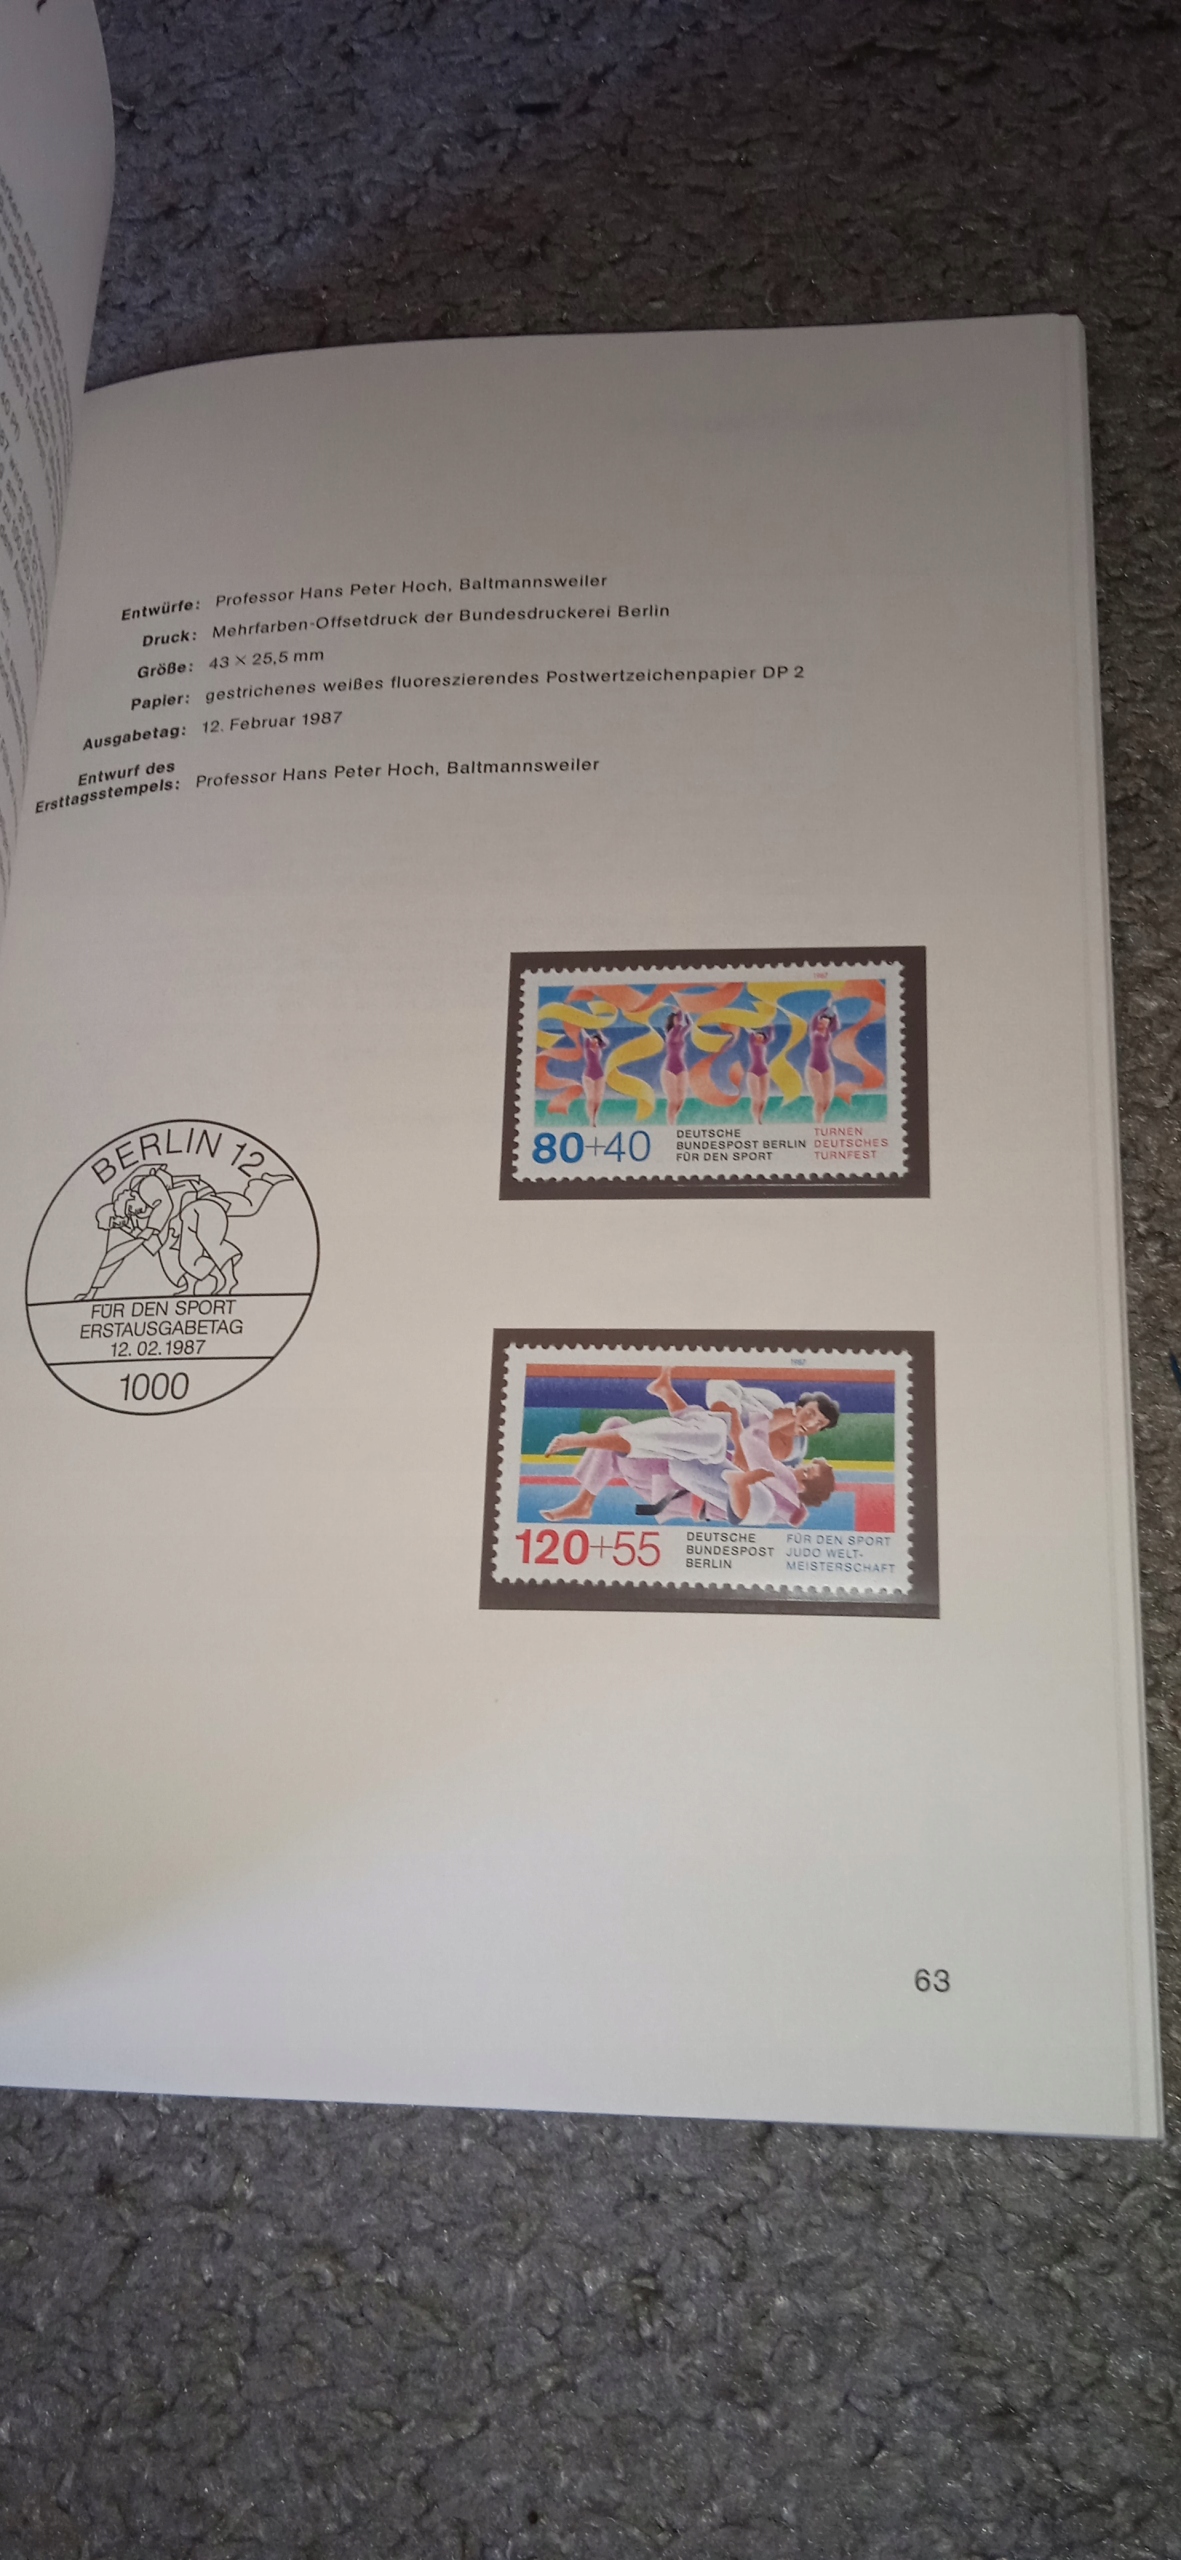 Entwürfe: Professor Hans Peter Hoch, Baltmannsweiler
Druck: Mehrfarben-Offsetdruck der Bundesdruckerei Berlin
Größe: 43 × 25,5 mm
Papier: gestrichenes weißes fluoreszierendes Postwertzeichenpapier DP 2
Ausgabetag: 12. Februar 1987
Entwurf des
Ersttagsstempels: Professor Hans Peter Hoch, Baltmannsweiler
1987
80+40
DEUTSCHE
BUNDESPOST BERLIN
FÜR DEN SPORT
TURNEN
DEUTSCHES
TURNFEST
BERLIN 12
FÜR DEN SPORT
ERSTAUSGABETAG
12.02.1987
1000
1987
120+55
DEUTSCHE
BUNDESPOST
BERLIN
FÜR DEN SPORT
JUDO WELT-
MEISTERSCHAFT
63